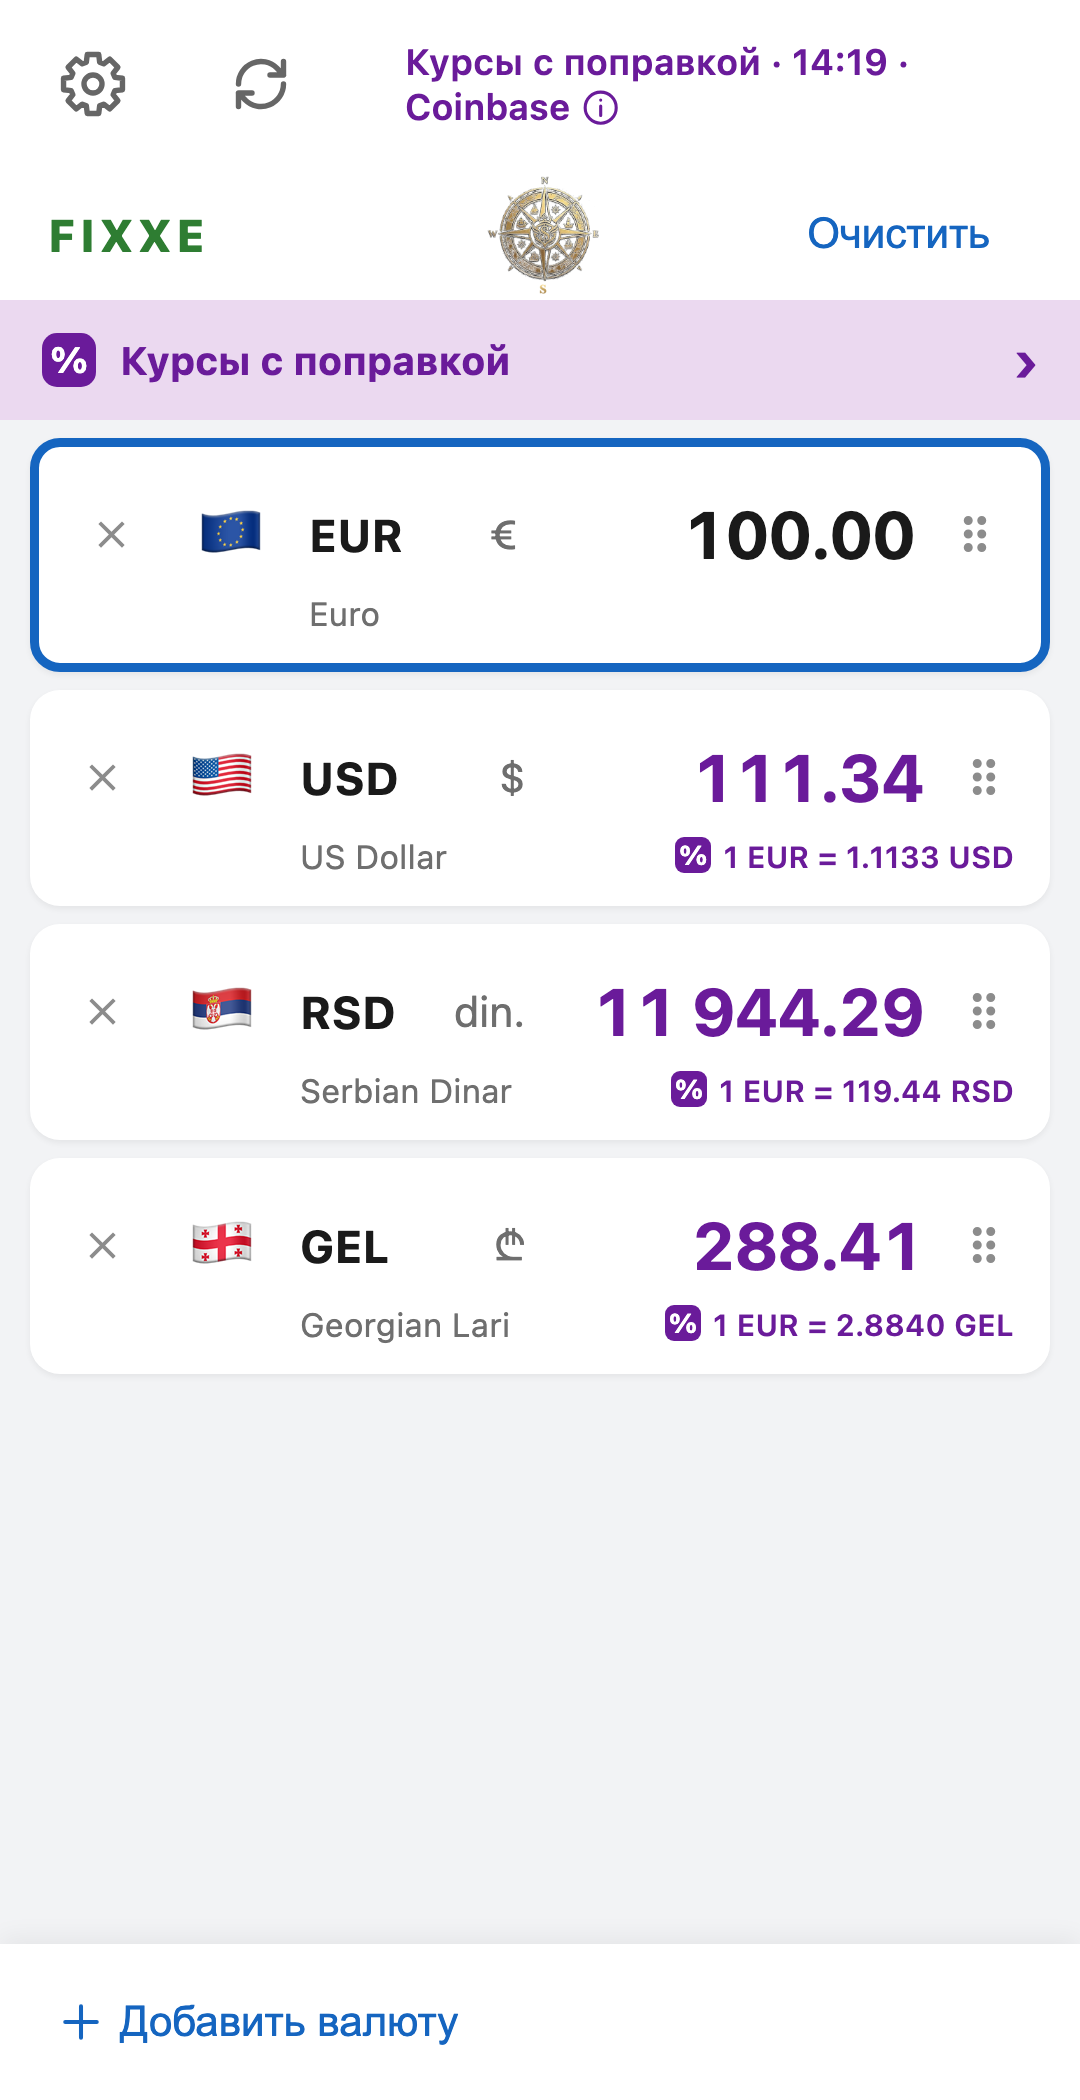 Курсы с поправкой · 14:19 ·
Coinbase
FIXXE
N
W
E
S
Очистить
% Курсы с поправкой
EUR € 100.00
Euro
USD $ 111.34
US Dollar % 1 EUR = 1.1133 USD
RSD din. 11 944.29
Serbian Dinar % 1 EUR = 119.44 RSD
GEL ₾ 288.41
Georgian Lari % 1 EUR = 2.8840 GEL
+ Добавить валюту